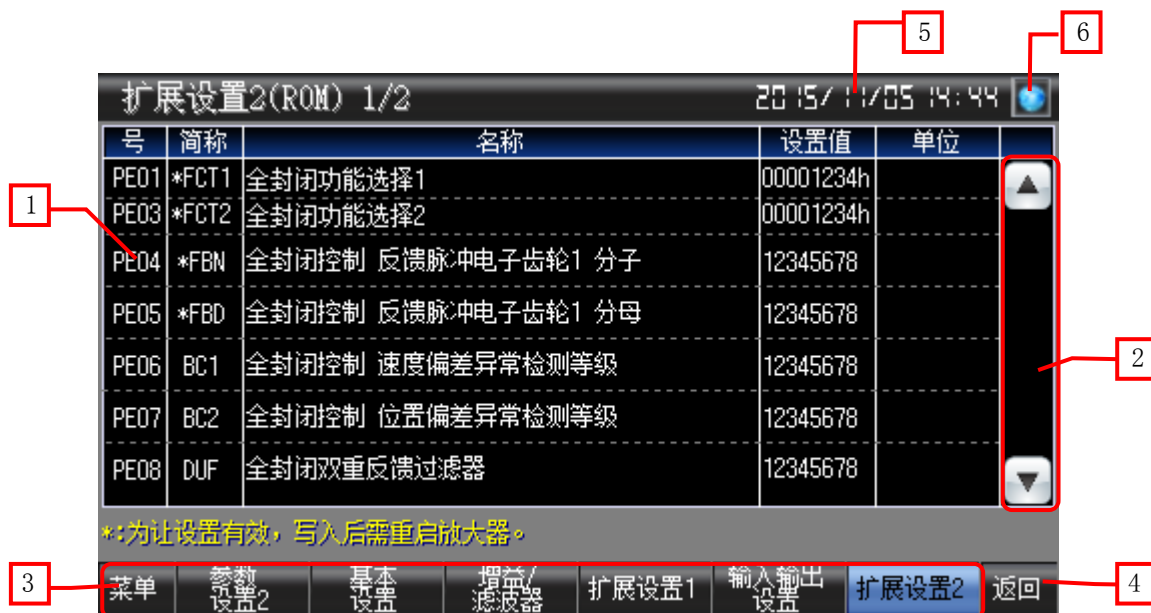 5
6
扩展设置2(ROM) 1/2 2015/11/05 14:44
号 简称 名称 设置值 单位
PE01 *FCT1 全封闭功能选择1 00001234h
1
PE03 *FCT2 全封闭功能选择2 00001234h
PE04 *FBN 全封闭控制 反馈脉冲电子齿轮1 分子 12345678
PE05 *FBD 全封闭控制 反馈脉冲电子齿轮1 分母 12345678
PE06 BC1 全封闭控制 速度偏差异常检测等级 12345678
2
PE07 BC2 全封闭控制 位置偏差异常检测等级 12345678
PE08 DUF 全封闭双重反馈过滤器 12345678
*:为让设置有效，写入后需重启放大器。
3
菜单 参数设置2 基本设置 增益/滤波器 扩展设置1 输入输出设置 扩展设置2 返回
4